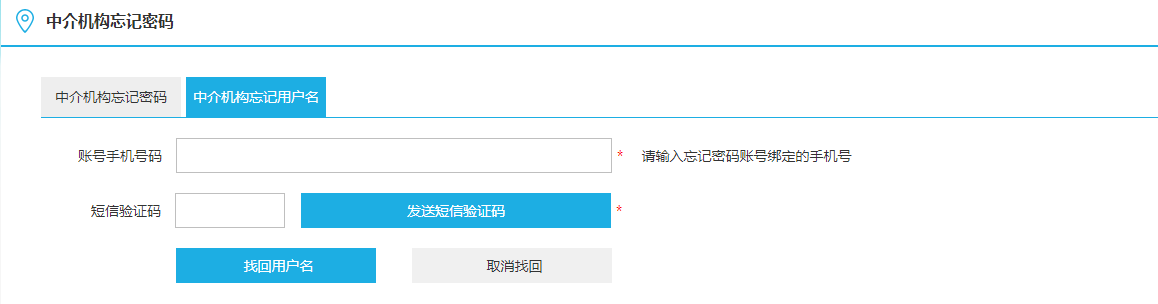 中介机构忘记密码
中介机构忘记密码 中介机构忘记用户名
账号手机号码 * 请输入忘记密码账号绑定的手机号
短信验证码 发送短信验证码 *
找回用户名 取消找回